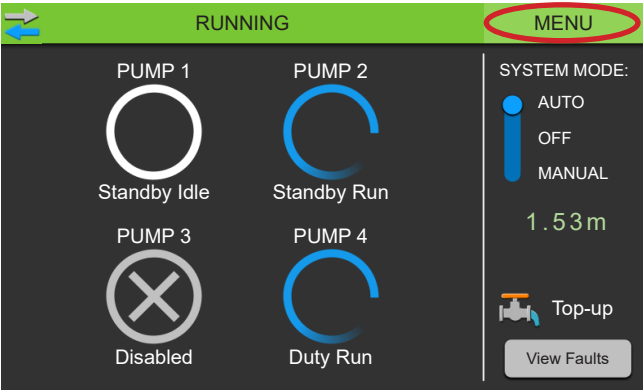 RUNNING
MENU
PUMP 1
PUMP 2
Standby Idle
Standby Run
PUMP 3
PUMP 4
Disabled
Duty Run
SYSTEM MODE:
AUTO
OFF
MANUAL
1.53m
Top-up
View Faults